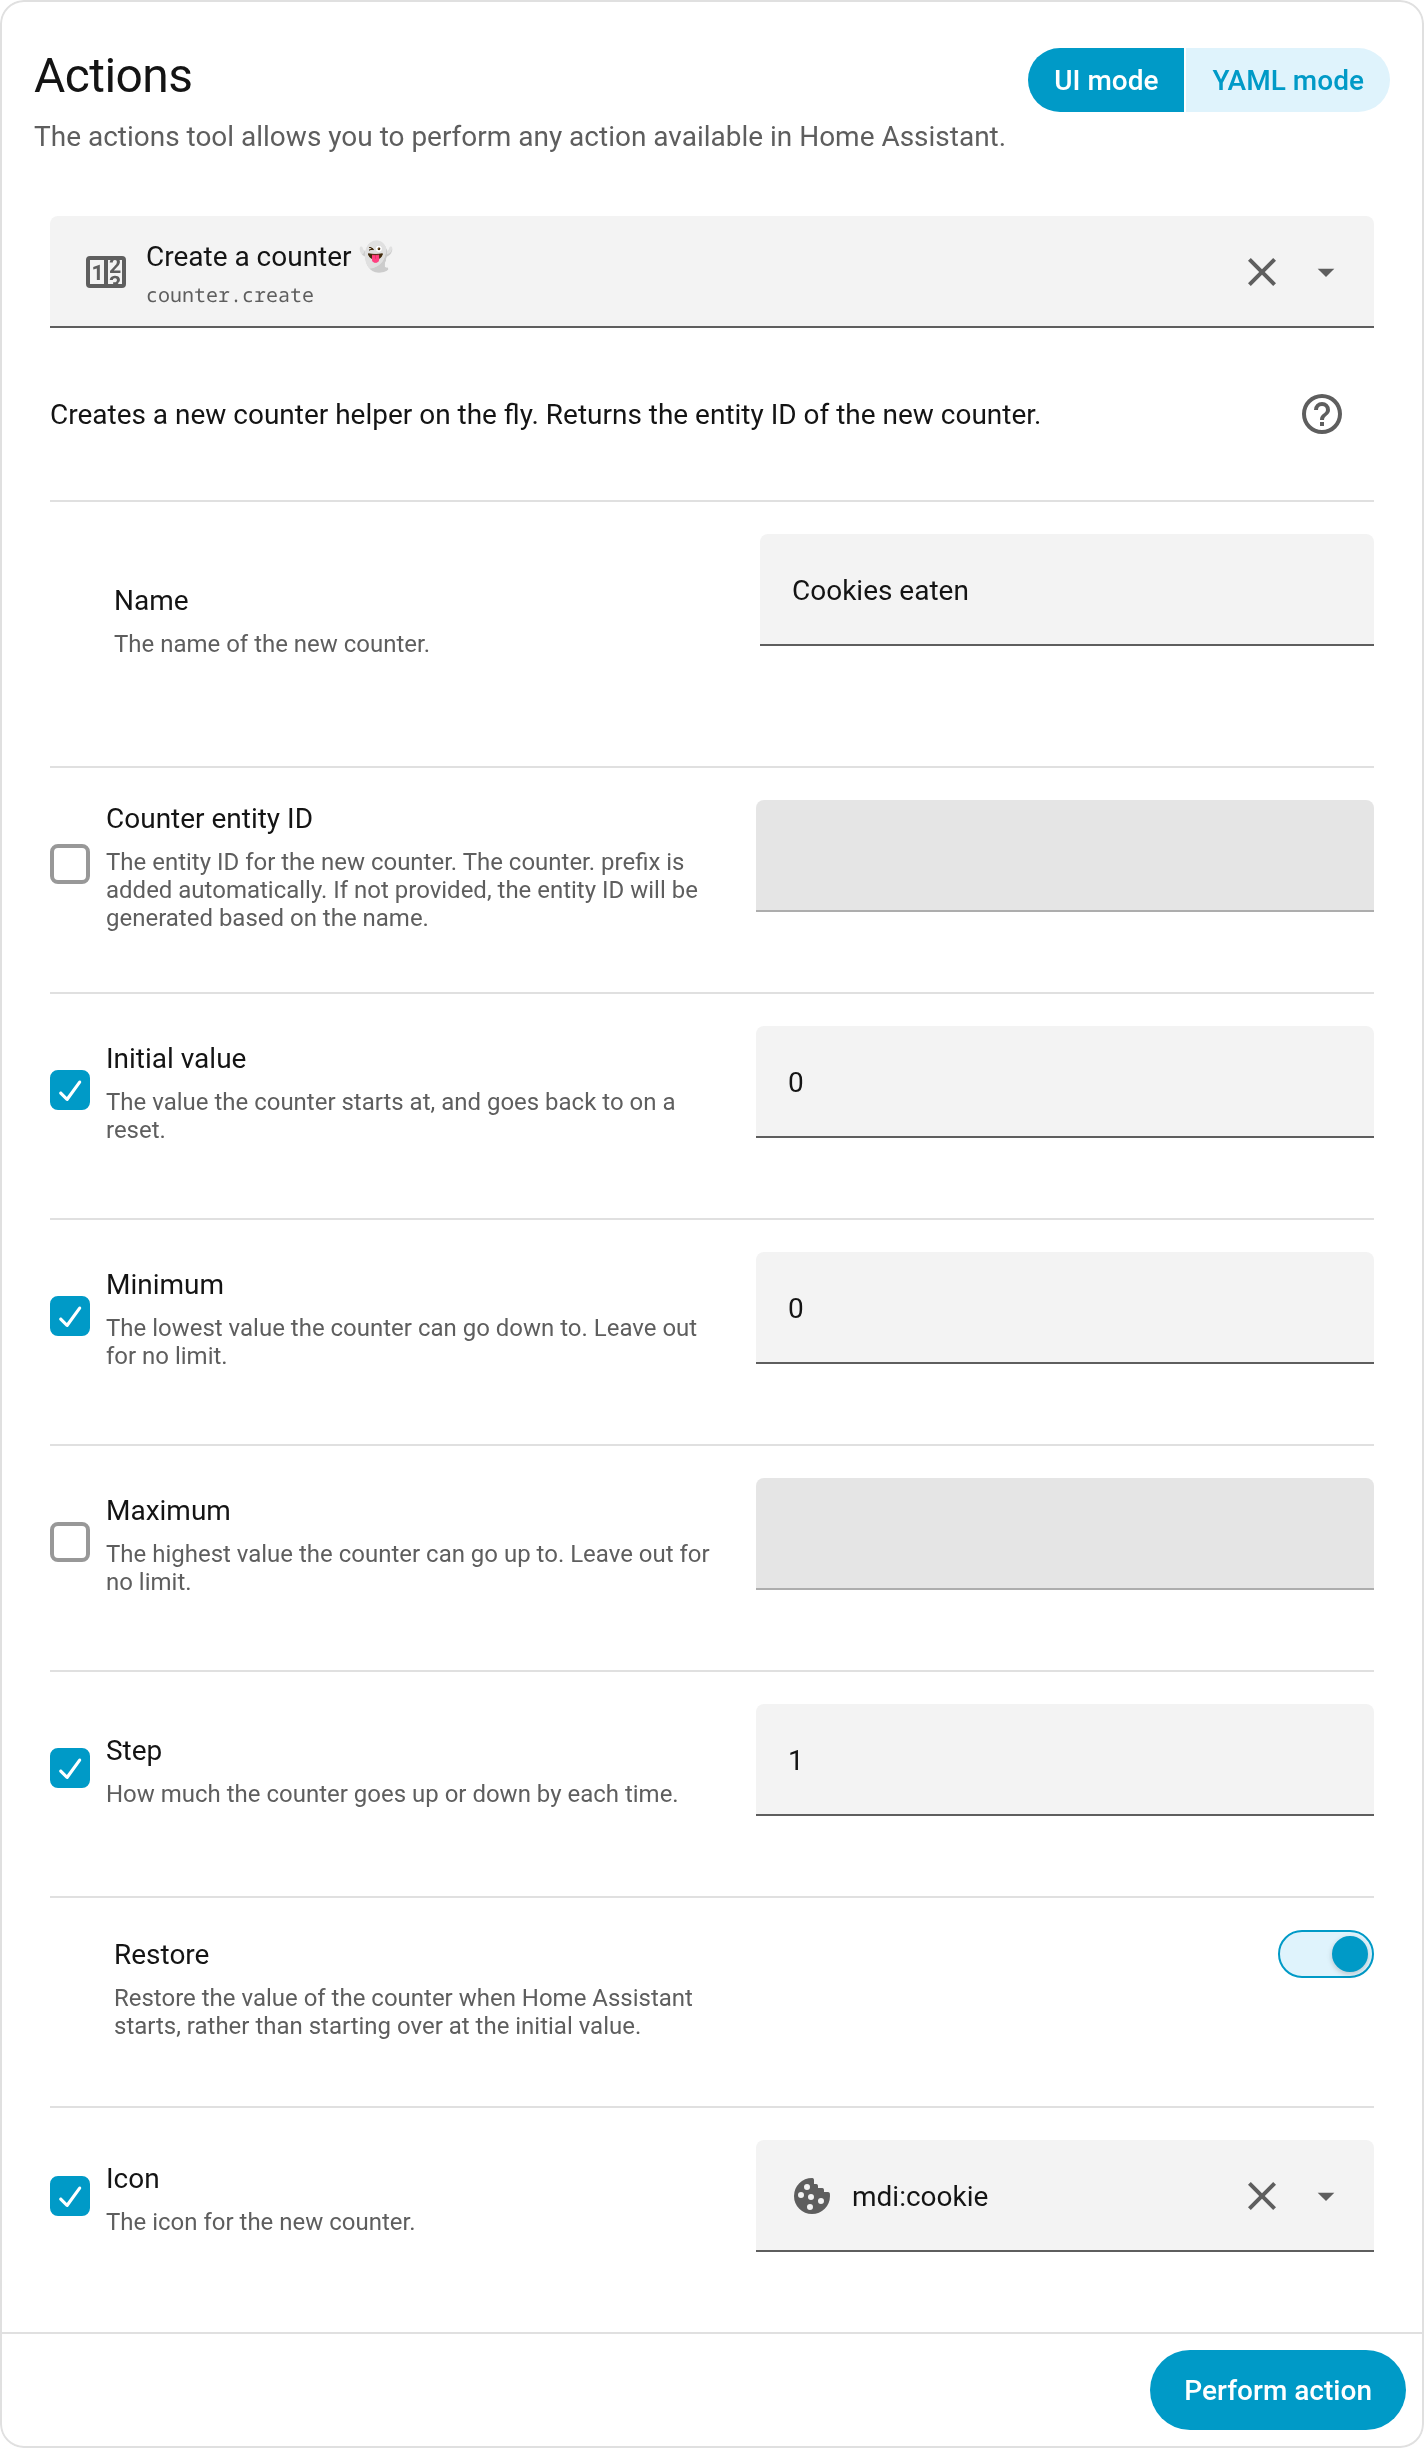 Actions
UI mode
YAML mode
The actions tool allows you to perform any action available in Home Assistant.
Create a counter 👻
counter.create
Creates a new counter helper on the fly. Returns the entity ID of the new counter.
Name
The name of the new counter.
Cookies eaten
Counter entity ID
The entity ID for the new counter. The counter. prefix is
added automatically. If not provided, the entity ID will be
generated based on the name.
Initial value
The value the counter starts at, and goes back to on a
reset.
0
Minimum
The lowest value the counter can go down to. Leave out
for no limit.
0
Maximum
The highest value the counter can go up to. Leave out for
no limit.
Step
How much the counter goes up or down by each time.
1
Restore
Restore the value of the counter when Home Assistant
starts, rather than starting over at the initial value.
Icon
The icon for the new counter.
mdi:cookie
Perform action